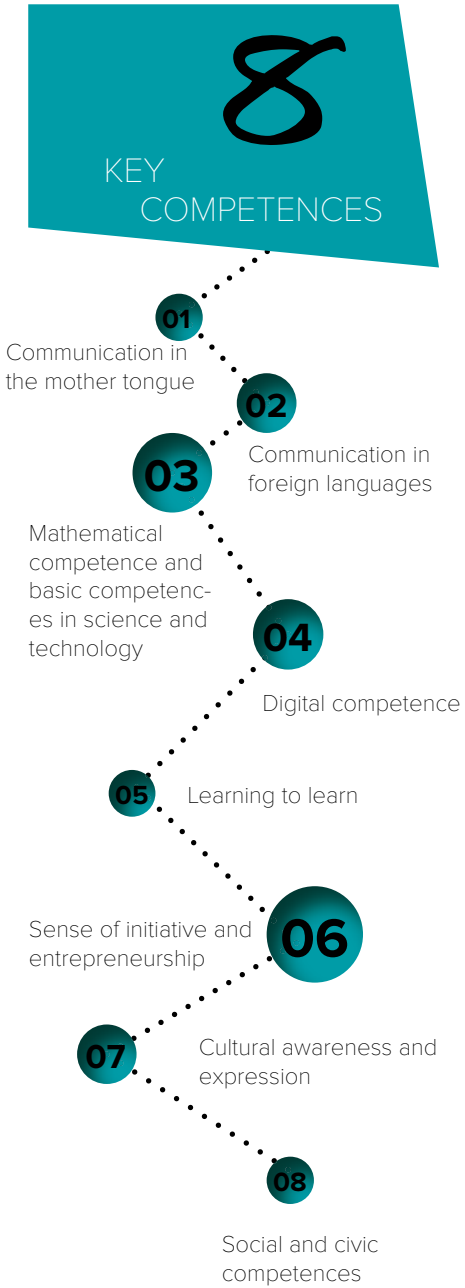 8
KEY
COMPETENCES
01
Communication in
the mother tongue
02
Communication in
foreign languages
03
Mathematical
competence and
basic competenc-
es in science and
technology
04
Digital competence
05
Learning to learn
06
Sense of initiative and
entrepreneurship
07
Cultural awareness and
expression
08
Social and civic
competences